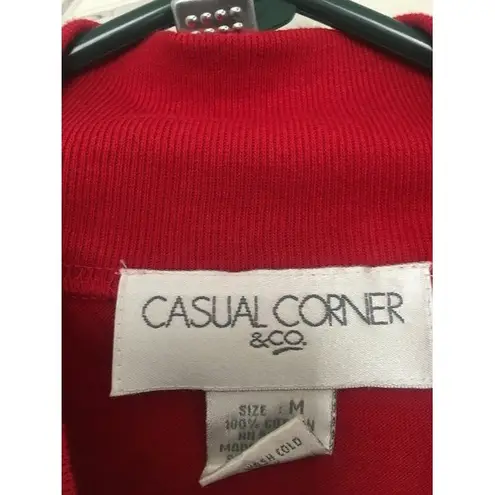 CASUAL CORNER
&CO.
SIZE : M
100% COTTON
WASH COLD